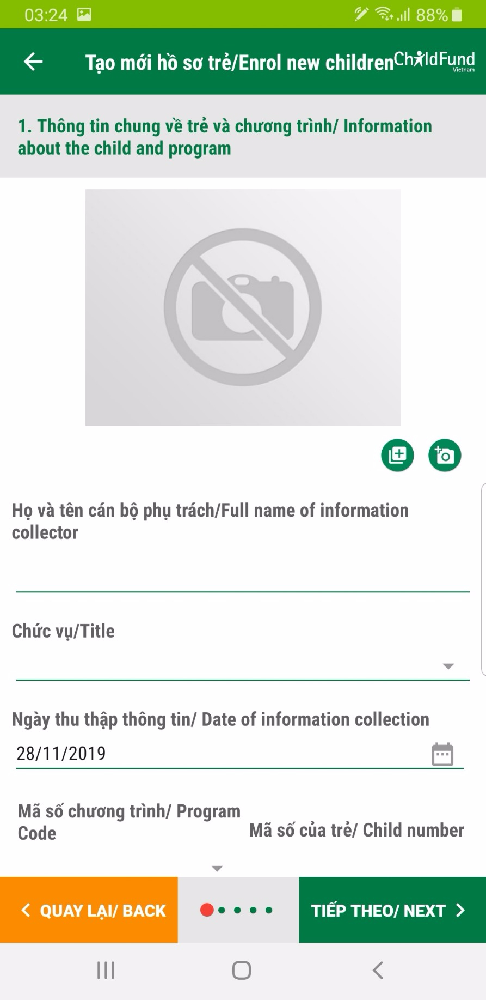 03:24
88%
Tạo mới hồ sơ trẻ/Enrol new children
ChildFund
Vietnam
1. Thông tin chung về trẻ và chương trình/ Information
about the child and program
Họ và tên cán bộ phụ trách/Full name of information
collector
Chức vụ/Title
Ngày thu thập thông tin/ Date of information collection
28/11/2019
Mã số chương trình/ Program
Code
Mã số của trẻ/ Child number
QUAY LẠI/ BACK
TIẾP THEO/ NEXT